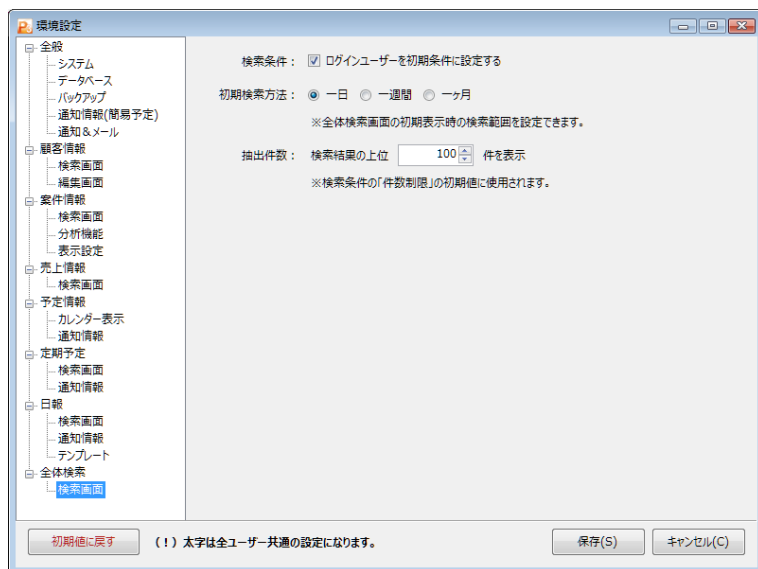 環境設定
全般
システム
データベース
バックアップ
通知情報(簡易予定)
通知&メール
顧客情報
検索画面
編集画面
案件情報
検索画面
分析機能
表示設定
売上情報
検索画面
予定情報
カレンダー表示
通知情報
定期予定
検索画面
通知情報
日報
検索画面
通知情報
テンプレート
全体検索
検索画面
検索条件： ログインユーザーを初期条件に設定する
初期検索方法： 一日 一週間 一ヶ月
※全体検索画面の初期表示時の検索範囲を設定できます。
抽出件数： 検索結果の上位 100 件を表示
※検索条件の「件数制限」の初期値に使用されます。
初期値に戻す (！) 太字は全ユーザー共通の設定になります。 保存(S) キャンセル(C)